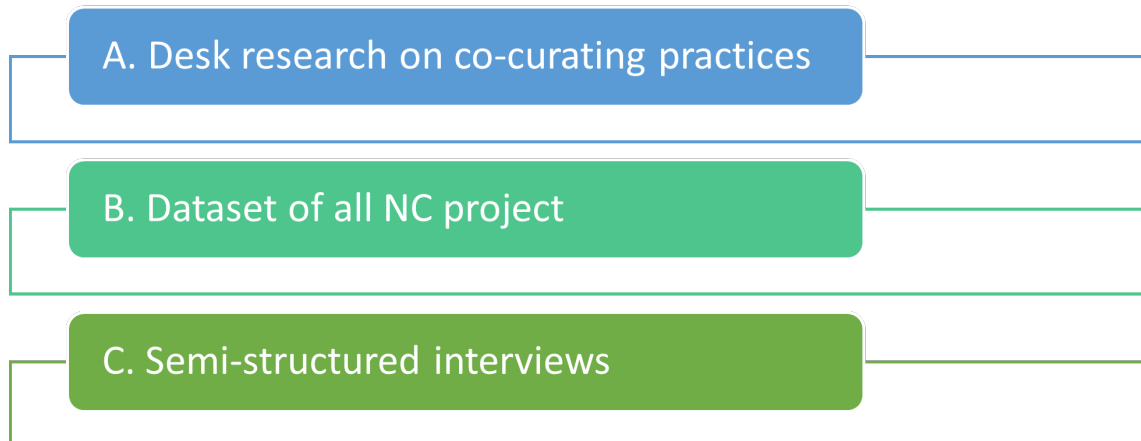 A. Desk research on co-curating practices
B. Dataset of all NC project
C. Semi-structured interviews